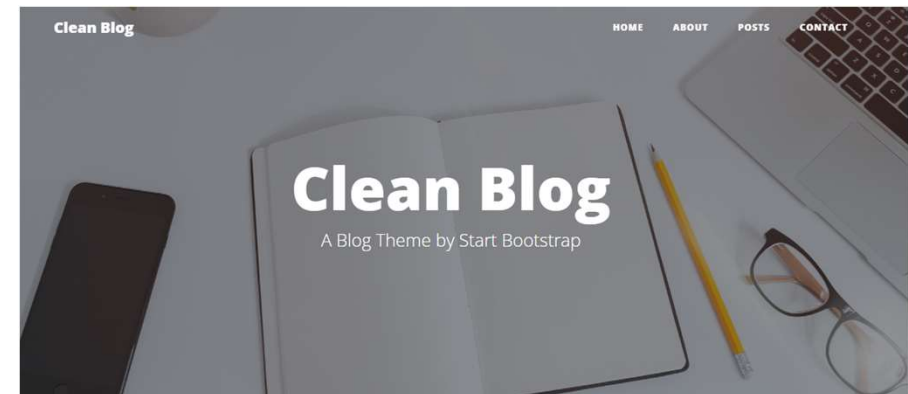 Clean Blog
HOME ABOUT POSTS CONTACT
Clean Blog
A Blog Theme by Start Bootstrap